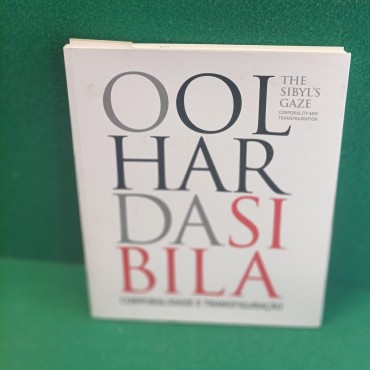 OOL
HAR
DASI
BILA
THE
SIBYL'S
GAZE
CORPORALITY AND
TRANSFIGURATION
CORPORALIDADE E TRANSFIGURAÇÃO